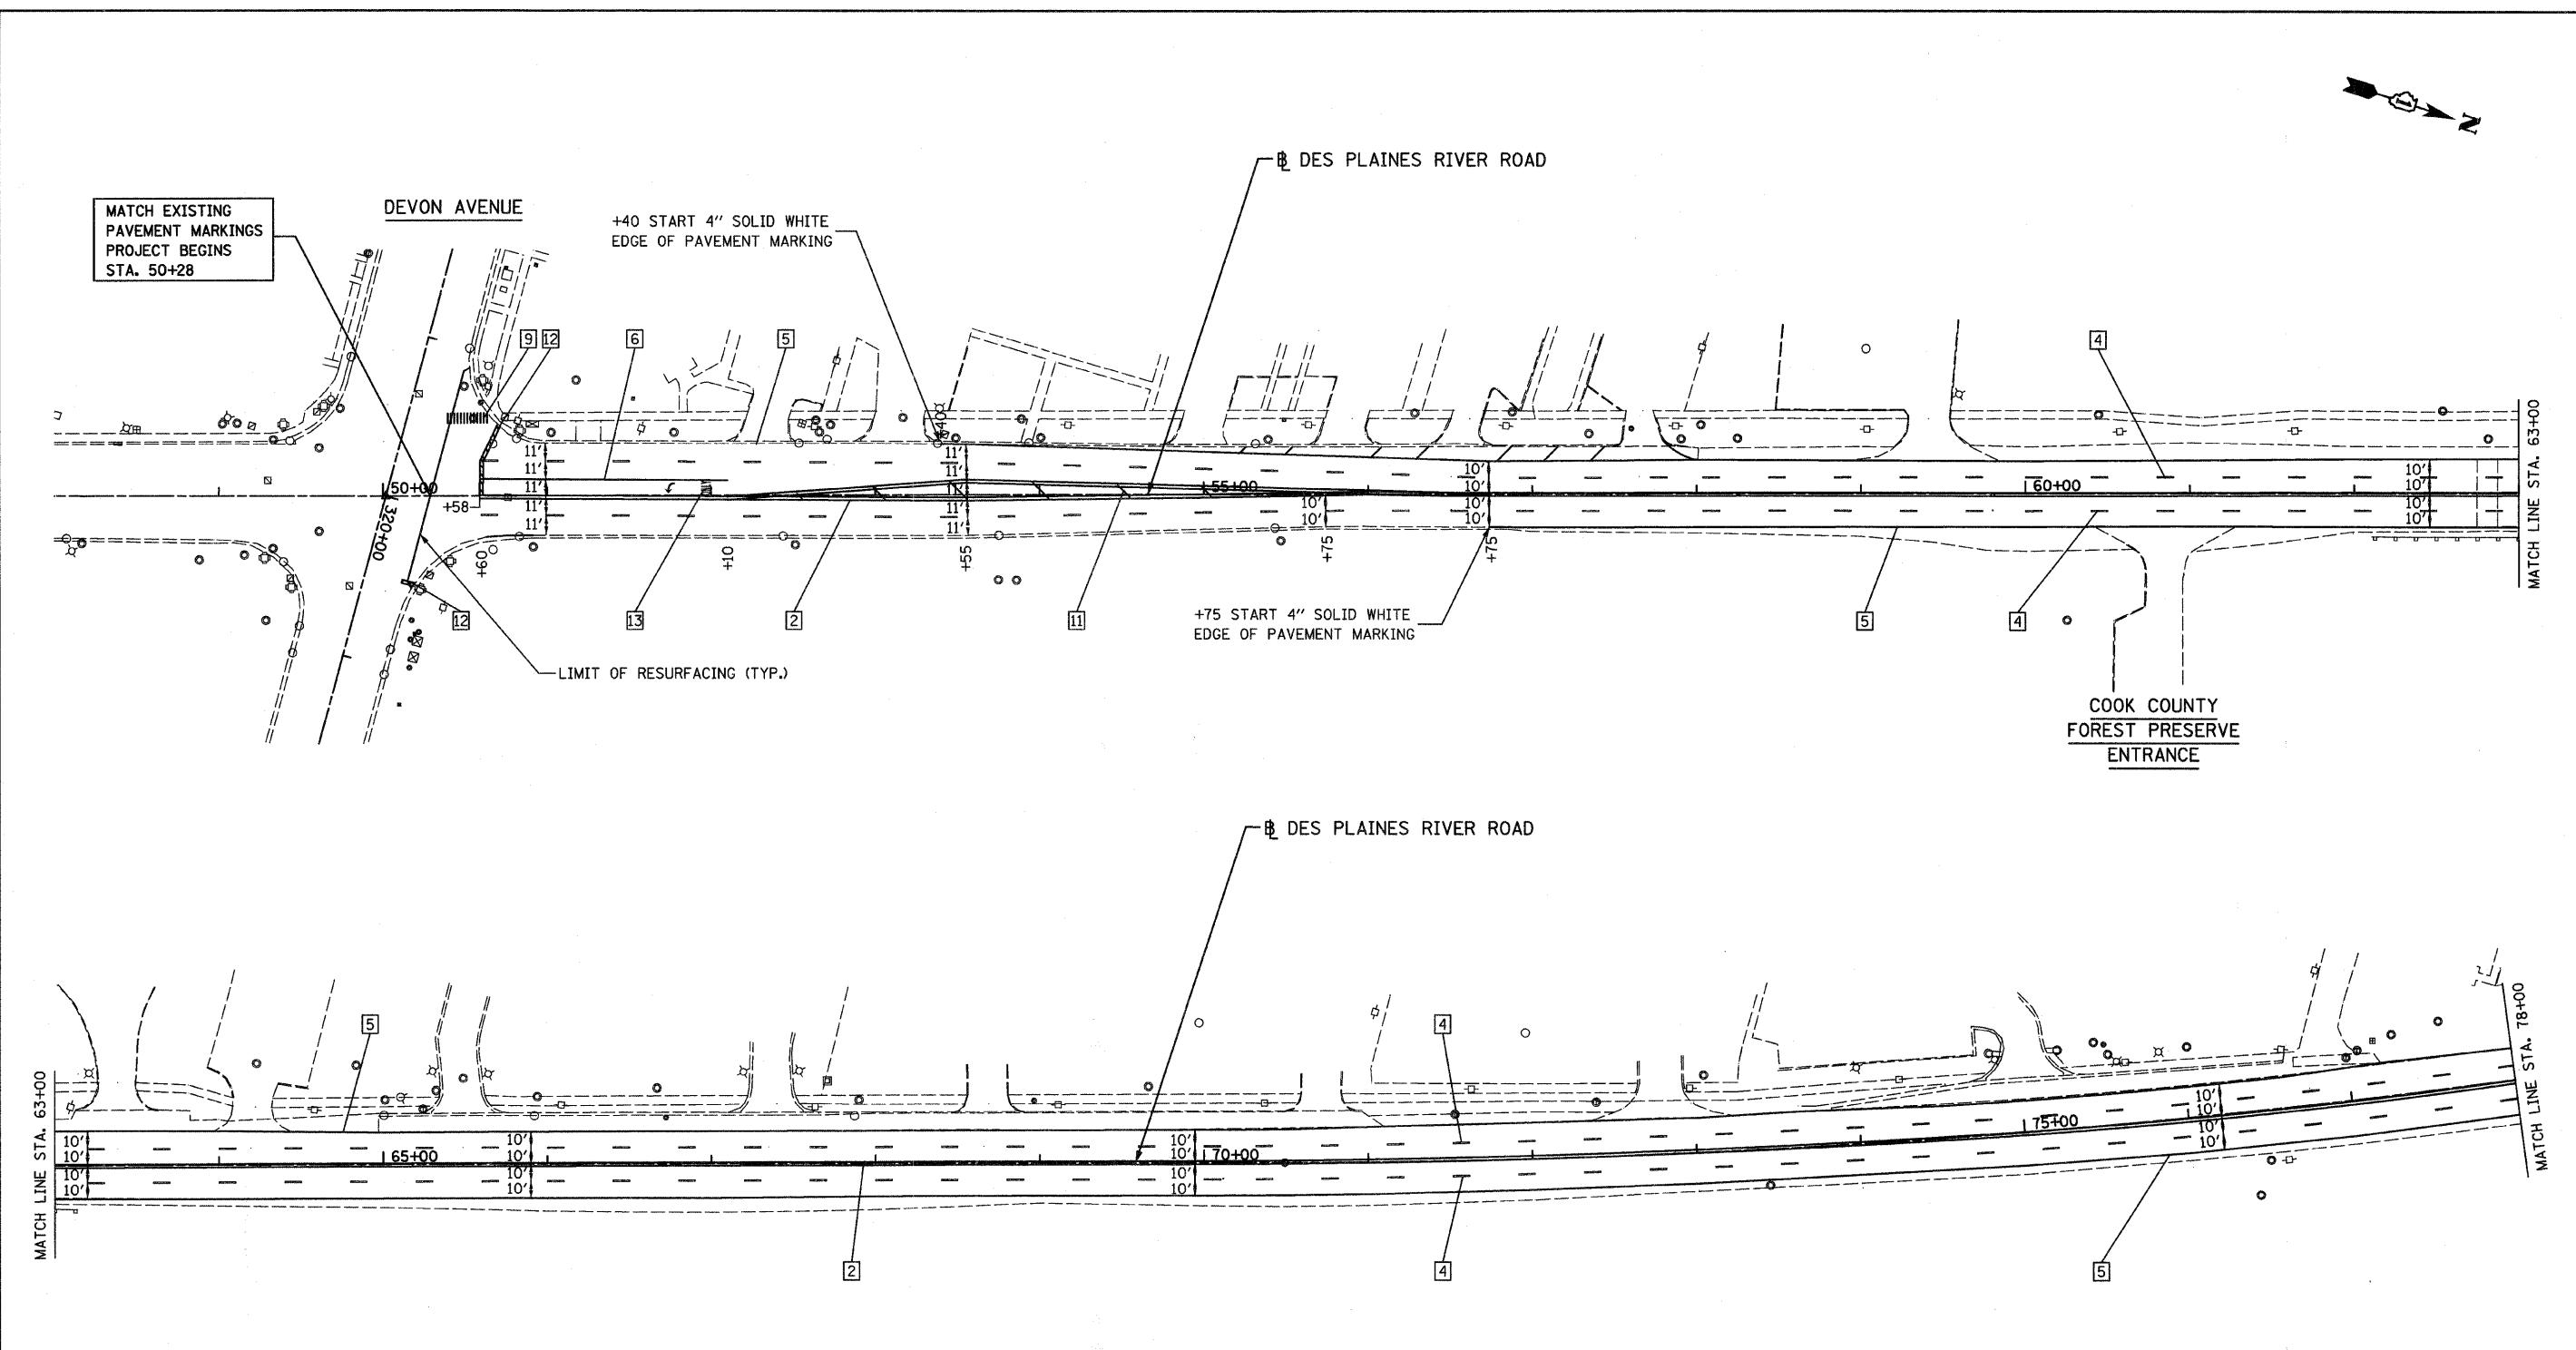 N
℄ DES PLAINES RIVER ROAD
MATCH EXISTING
PAVEMENT MARKINGS
PROJECT BEGINS
STA. 50+28
DEVON AVENUE
+40 START 4" SOLID WHITE
EDGE OF PAVEMENT MARKING
9 12 6 5 4
+40
11' 11' 10' 10'
11' 11' 10' 10'
50+00 11' 11' 55+00 60+00
+58 11' 11' 10' 10' 10'
11' 11' 10' 10' 10'
320+00
+60 +10 +55 +75 +75
MATCH LINE STA. 63+00
12 13 2 11 5 4
+75 START 4" SOLID WHITE
EDGE OF PAVEMENT MARKING
LIMIT OF RESURFACING (TYP.)
COOK COUNTY
FOREST PRESERVE
ENTRANCE
℄ DES PLAINES RIVER ROAD
5 4
MATCH LINE STA. 63+00
10' 10' 10' 10'
10' 10' 10' 10'
65+00 70+00 75+00
10' 10' 10' 10'
10' 10' 10' 10'
MATCH LINE STA. 78+00
2 4 5